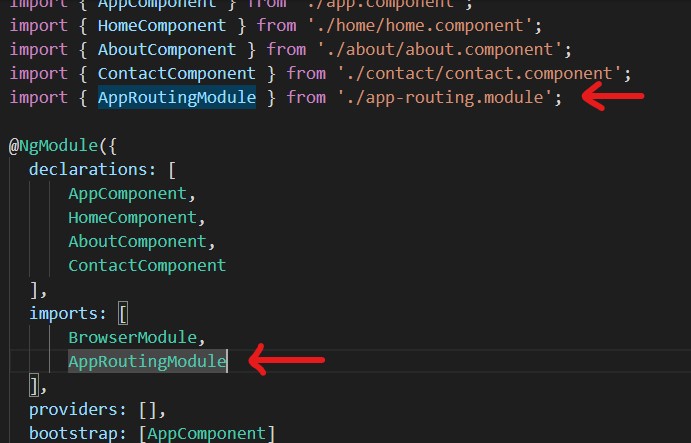 import { AppComponent } from './app.component';
import { HomeComponent } from './home/home.component';
import { AboutComponent } from './about/about.component';
import { ContactComponent } from './contact/contact.component';
import { AppRoutingModule } from './app-routing.module';
@NgModule({
declarations: [
AppComponent,
HomeComponent,
AboutComponent,
ContactComponent
],
imports: [
BrowserModule,
AppRoutingModule
],
providers: [],
bootstrap: [AppComponent]